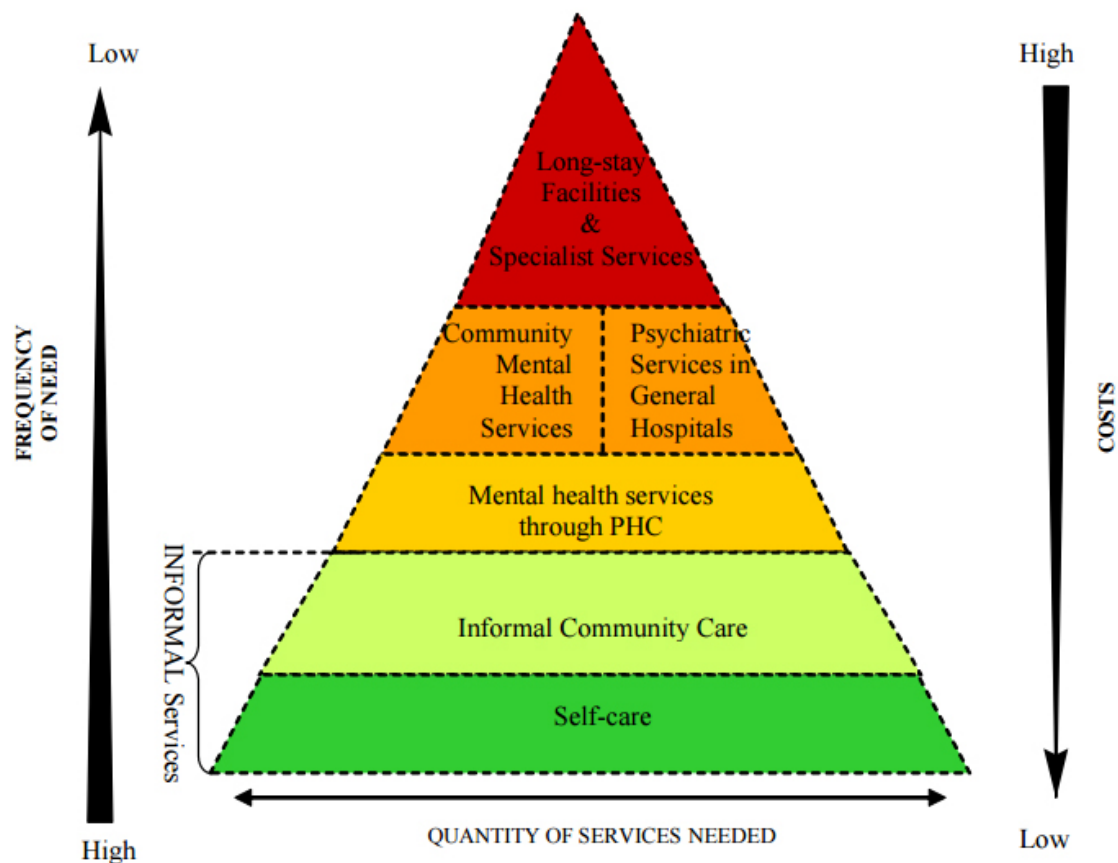 Low
High
Long-stay
Facilities
&
Specialist Services
FREQUENCY
OF NEED
Community
Mental
Health
Services
Psychiatric
Services in
General
Hospitals
COSTS
Mental health services
through PHC
INFORMAL Services
Informal Community Care
Self-care
QUANTITY OF SERVICES NEEDED
High
Low